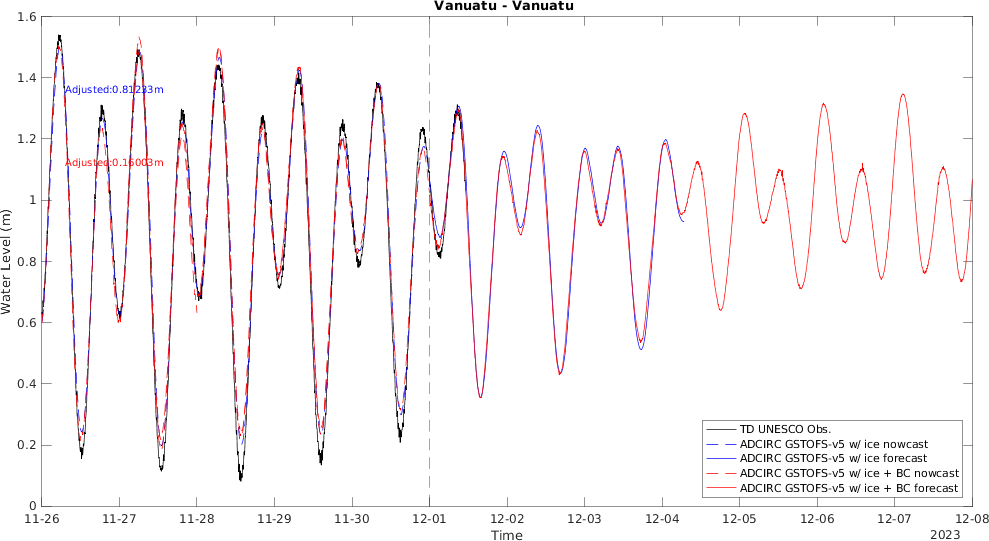 Vanuatu - Vanuatu
Water Level (m)
1.6
1.4
1.2
1
0.8
0.6
0.4
0.2
0
Adjusted:0.81233m
Adjusted:0.16003m
TD UNESCO Obs.
ADCIRC GSTOFS-v5 w/ ice nowcast
ADCIRC GSTOFS-v5 w/ ice forecast
ADCIRC GSTOFS-v5 w/ ice + BC nowcast
ADCIRC GSTOFS-v5 w/ ice + BC forecast
11-26 11-27 11-28 11-29 11-30 12-01 12-02 12-03 12-04 12-05 12-06 12-07 12-08
Time
2023